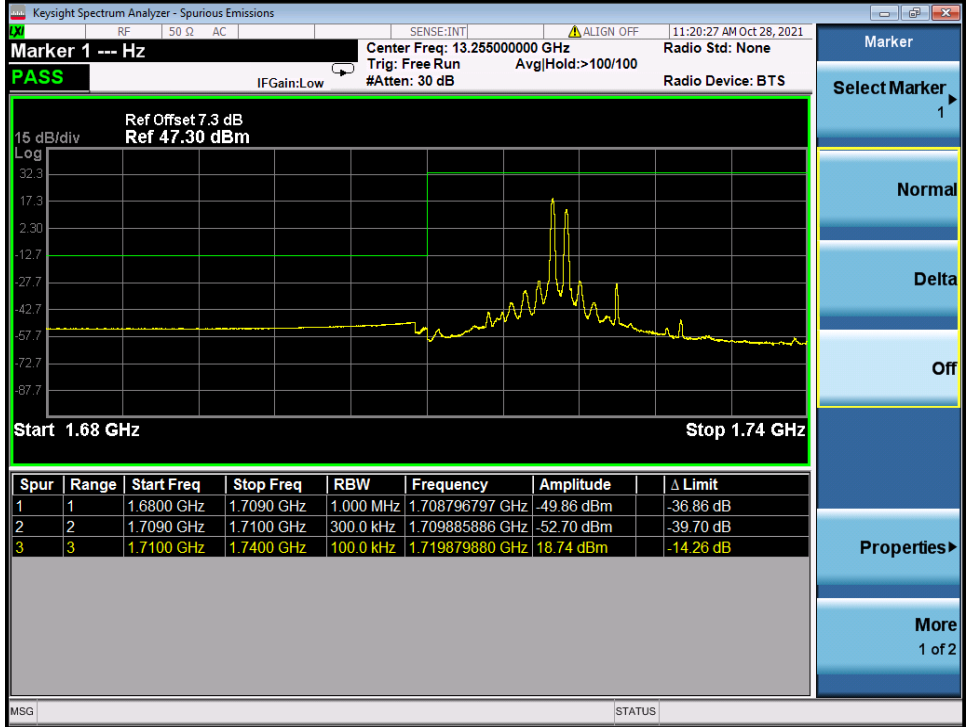 Keysight Spectrum Analyzer - Spurious Emissions
LXI RF 50 Ω AC SENSE:INT ALIGN OFF 11:20:27 AM Oct 28, 2021
Marker 1 --- Hz
Center Freq: 13.255000000 GHz
Radio Std: None
Trig: Free Run Avg|Hold:>100/100
PASS
IFGain:Low
#Atten: 30 dB
Radio Device: BTS
Ref Offset 7.3 dB
15 dB/div Ref 47.30 dBm
Log
32.3
17.3
2.30
-12.7
-27.7
-42.7
-57.7
-72.7
-87.7
Start 1.68 GHz Stop 1.74 GHz
Spur Range Start Freq Stop Freq RBW Frequency Amplitude Δ Limit
1 1 1.6800 GHz 1.7090 GHz 1.000 MHz 1.708796797 GHz -49.86 dBm -36.86 dB
2 2 1.7090 GHz 1.7100 GHz 300.0 kHz 1.709885886 GHz -52.70 dBm -39.70 dB
3 3 1.7100 GHz 1.7400 GHz 100.0 kHz 1.719879880 GHz 18.74 dBm -14.26 dB
Marker
Select Marker
1
Normal
Delta
Off
Properties
More
1 of 2
MSG STATUS